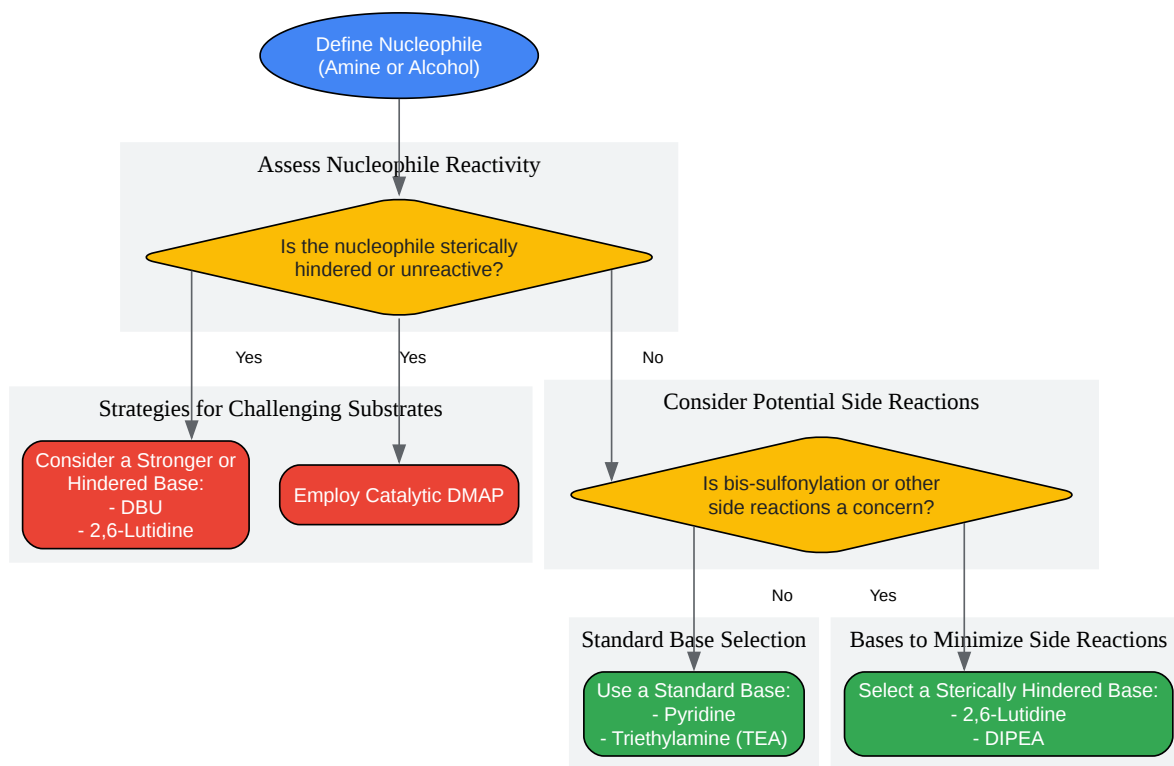 Define Nucleophile
(Amine or Alcohol)
Assess Nucleophile Reactivity
Is the nucleophile sterically
hindered or unreactive?
Yes
Yes
No
Strategies for Challenging Substrates
Consider a Stronger or
Hindered Base:
- DBU
- 2,6-Lutidine
Employ Catalytic DMAP
Consider Potential Side Reactions
Is bis-sulfonylation or other
side reactions a concern?
No
Yes
Standard Base Selection
Use a Standard Base:
- Pyridine
- Triethylamine (TEA)
Bases to Minimize Side Reactions
Select a Sterically Hindered Base:
- 2,6-Lutidine
- DIPEA